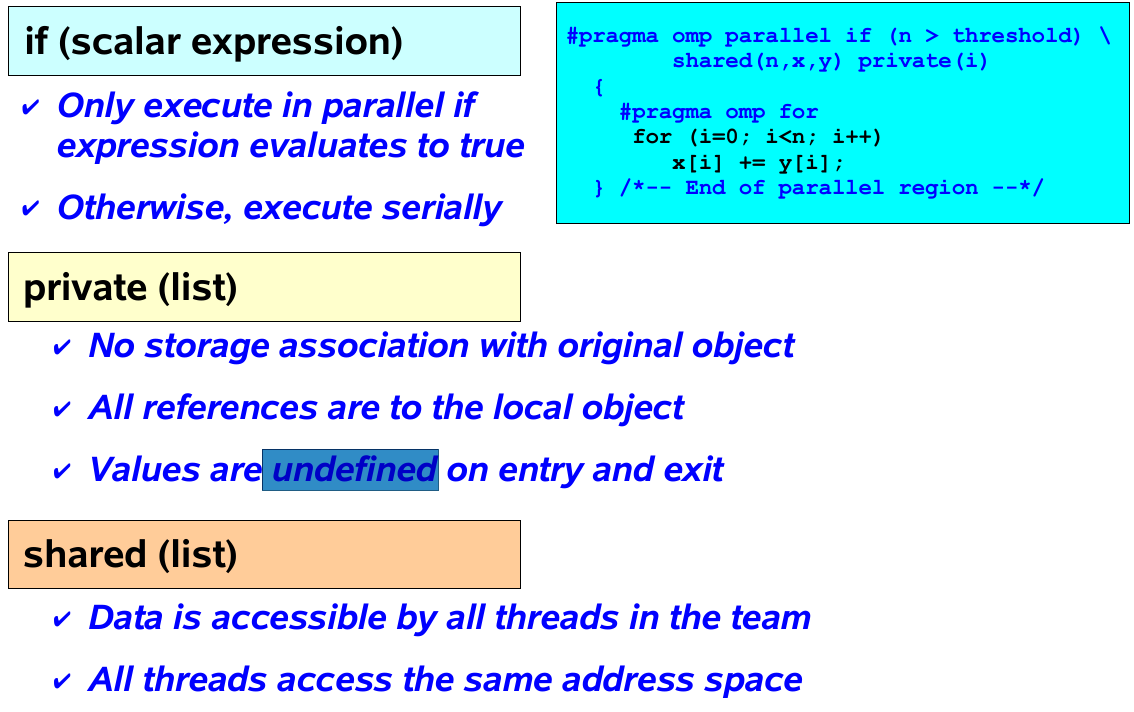 if (scalar expression)
✔ Only execute in parallel if
expression evaluates to true
✔ Otherwise, execute serially
#pragma omp parallel if (n > threshold) \
shared(n,x,y) private(i)
{
#pragma omp for
for (i=0; i<n; i++)
x[i] += y[i];
} /*-- End of parallel region --*/
private (list)
✔ No storage association with original object
✔ All references are to the local object
✔ Values are undefined on entry and exit
shared (list)
✔ Data is accessible by all threads in the team
✔ All threads access the same address space